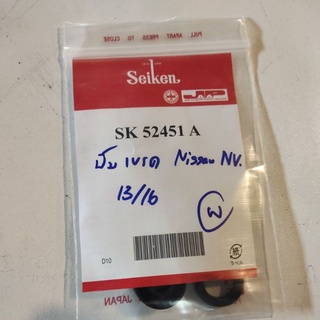 PULL APART PRESS TO CLOSE
Seiken
SK 52451 A
ปั๊มเบรค Nissan NV.
13/16
D10
JAPAN